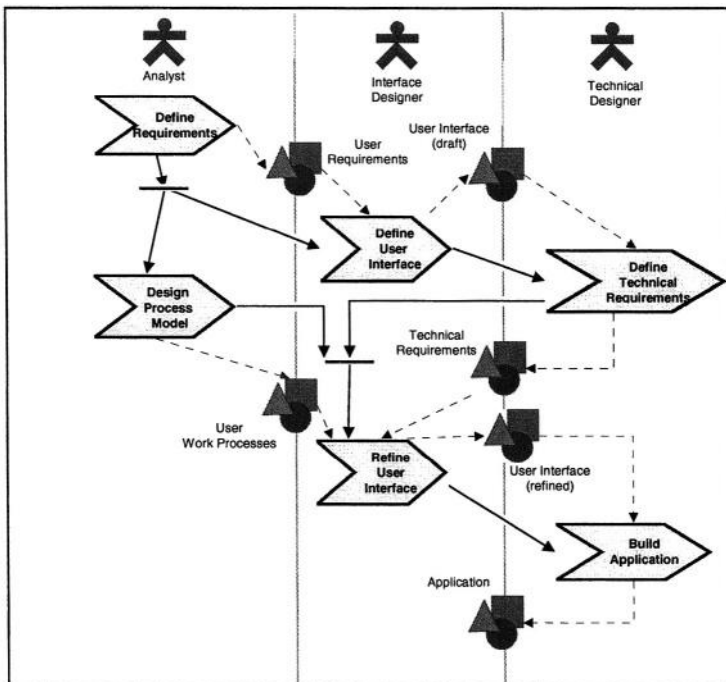 Analyst
Interface
Designer
Technical
Designer
Define
Requirements
User
Requirements
User Interface
(draft)
Define
User
Interface
Define
Technical
Requirements
Design
Process
Model
Technical
Requirements
User
Work Processes
Refine
User
Interface
User Interface
(refined)
Build
Application
Application